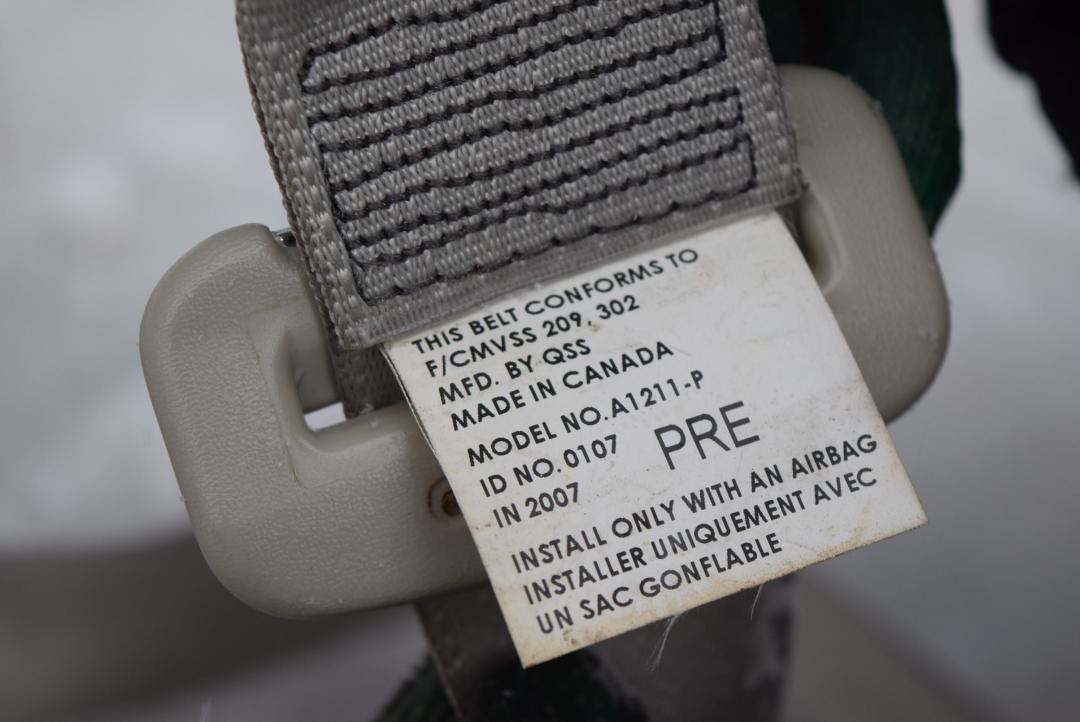 THIS BELT CONFORMS TO
F/CMVSS 209, 302
MFD. BY QSS
MADE IN CANADA
MODEL NO. A1211-P
ID NO. 0107 PRE
IN 2007
INSTALL ONLY WITH AN AIRBAG
INSTALLER UNIQUEMENT AVEC
UN SAC GONFLABLE